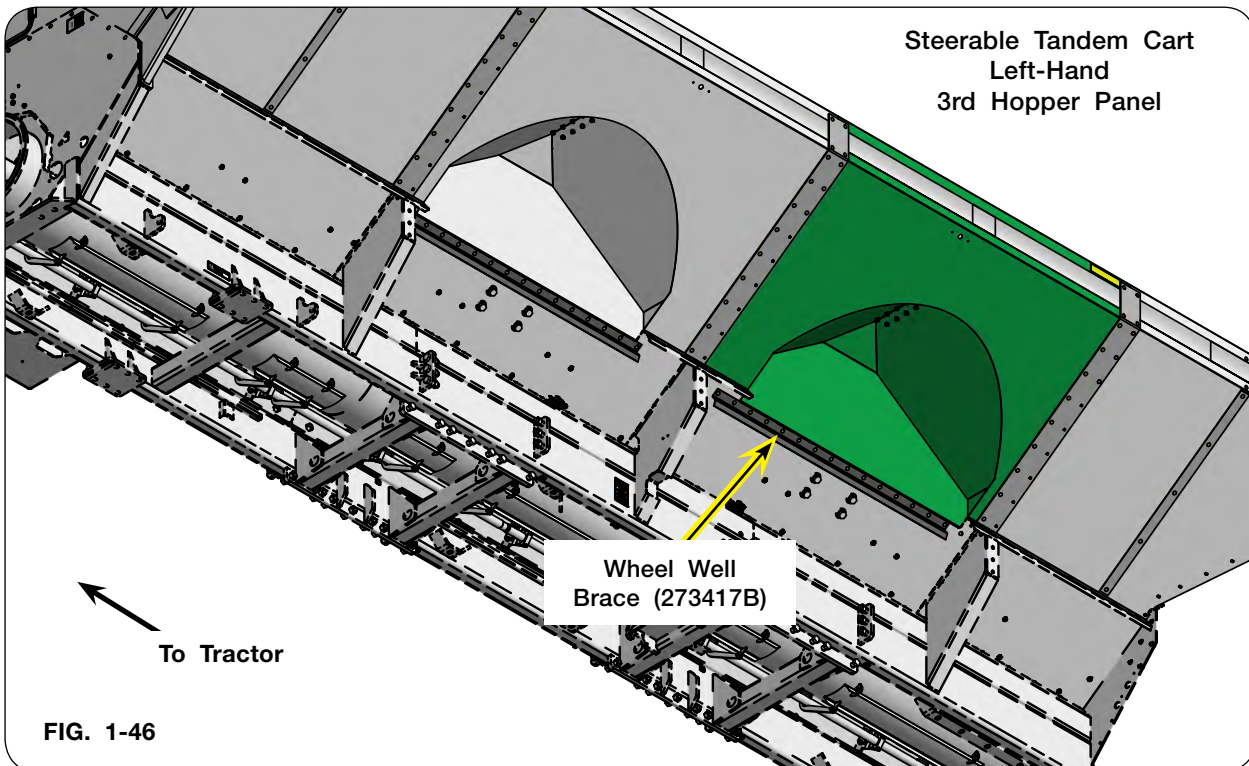 Steerable Tandem Cart
Left-Hand
3rd Hopper Panel
Wheel Well
Brace (273417B)
To Tractor
FIG. 1-46